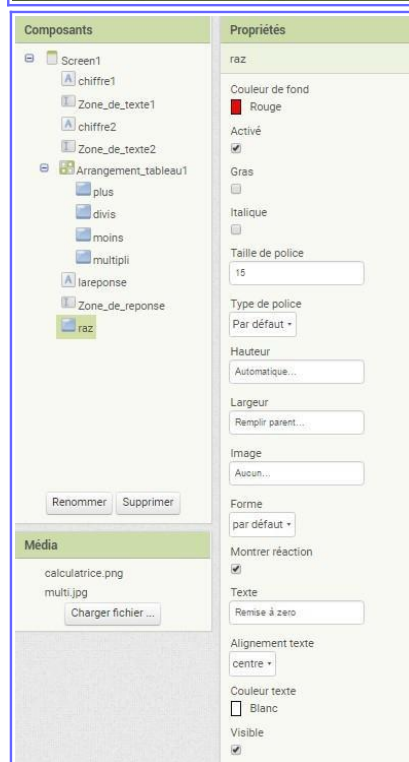 Composants
Screen1
chiffre1
Zone_de_texte1
chiffre2
Zone_de_texte2
Arrangement_tableau1
plus
divis
moins
multipli
lareponse
Zone_de_reponse
raz
Renommer Supprimer
Média
calculatrice.png
multi.jpg
Charger fichier ...
Propriétés
raz
Couleur de fond
Rouge
Activé
Gras
Italique
Taille de police
15
Type de police
Par défaut
Hauteur
Automatique...
Largeur
Remplir parent...
Image
Aucun...
Forme
par défaut
Montrer réaction
Texte
Remise à zero
Alignement texte
centre
Couleur texte
Blanc
Visible